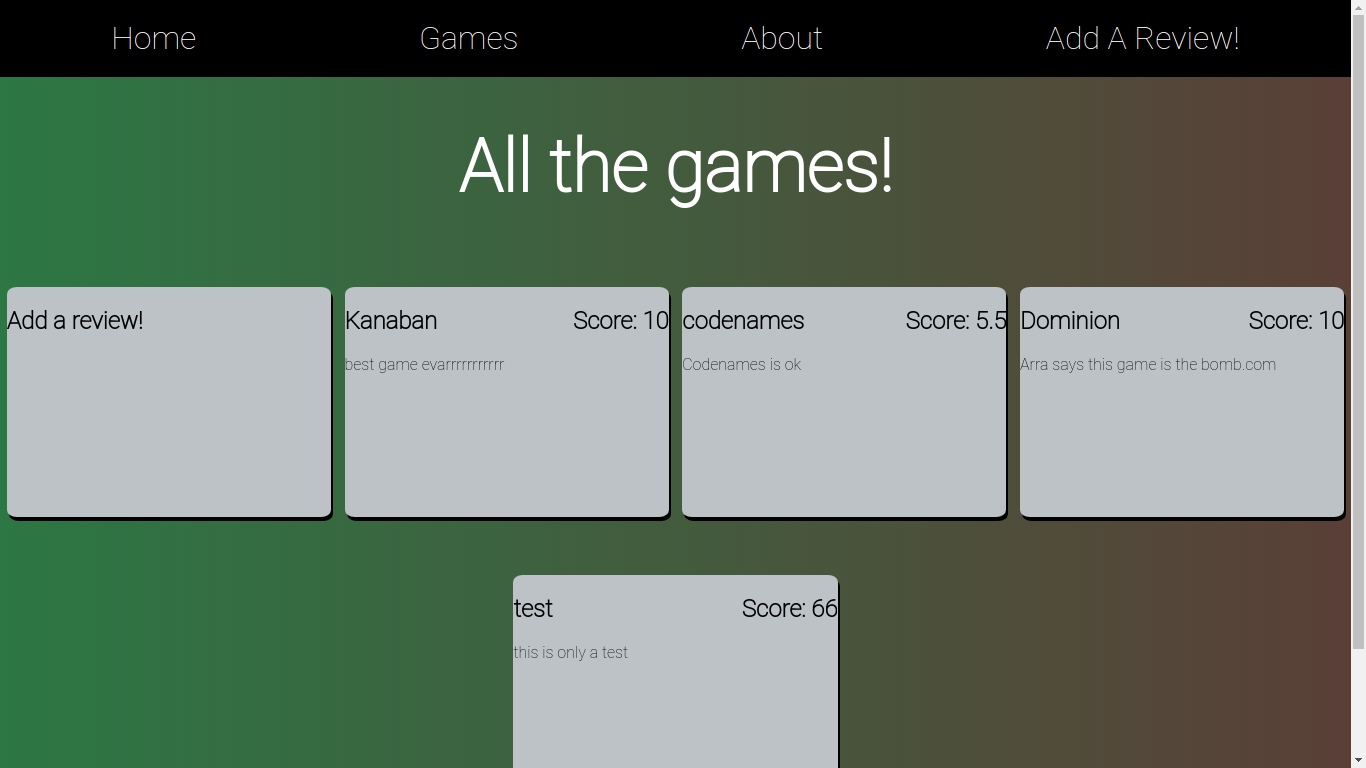 Home Games About Add A Review!
All the games!
Add a review!
Kanaban Score: 10
best game evarrrrrrrrrrr
codenames Score: 5.5
Codenames is ok
Dominion Score: 10
Arra says this game is the bomb.com
test Score: 66
this is only a test